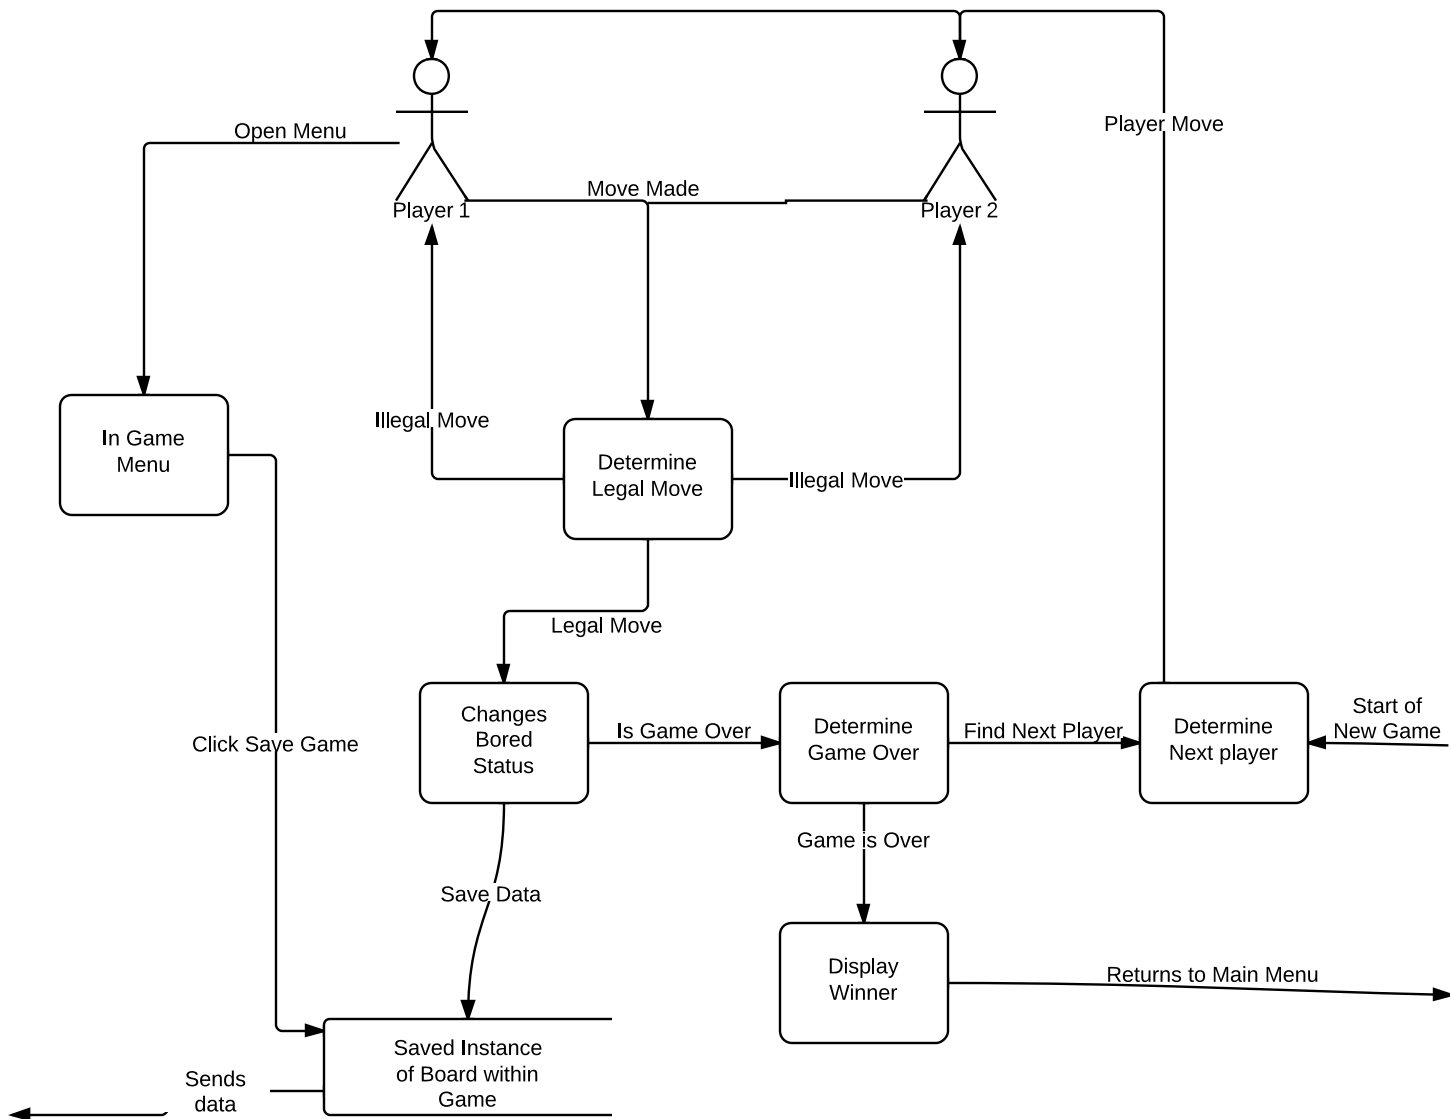 Open Menu
Player Move
Move Made
Player 1
Player 2
Illegal Move
In Game
Menu
Determine
Legal Move
Illegal Move
Legal Move
Click Save Game
Changes
Bored
Status
Is Game Over
Determine
Game Over
Find Next Player
Determine
Next player
Start of
New Game
Game is Over
Save Data
Display
Winner
Returns to Main Menu
Saved Instance
of Board within
Game
Sends
data